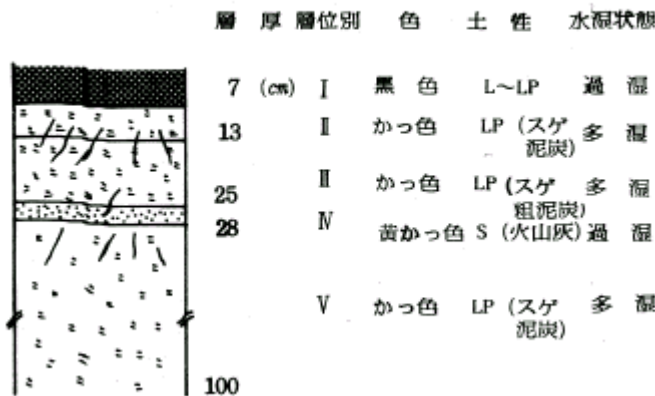 層 厚 層位別 色 土 性 水湿状態
7 (cm) Ⅰ 黒 色 L~LP 過 湿
13 Ⅱ かっ色 LP (スゲ 多 湿
泥炭)
25 Ⅲ かっ色 LP (スゲ 多 湿
粗泥炭)
28 Ⅳ 黄かっ色 S (火山灰) 過 湿
Ⅴ かっ色 LP (スゲ 多 湿
泥炭)
100